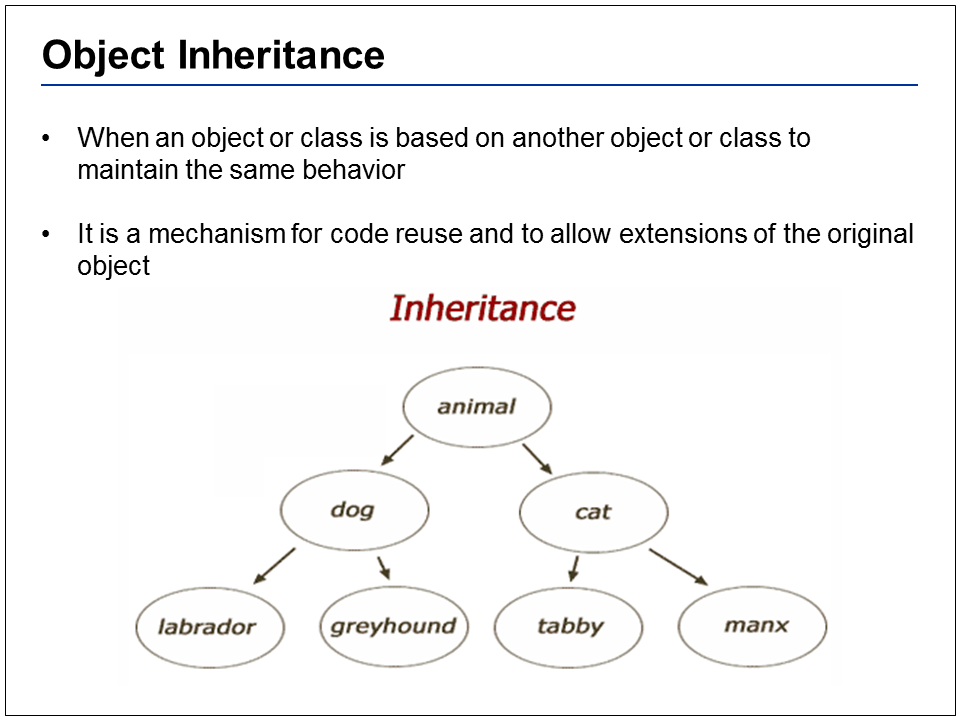 Object Inheritance
• When an object or class is based on another object or class to
maintain the same behavior
• It is a mechanism for code reuse and to allow extensions of the original
object
Inheritance
animal
dog
cat
labrador
greyhound
tabby
manx